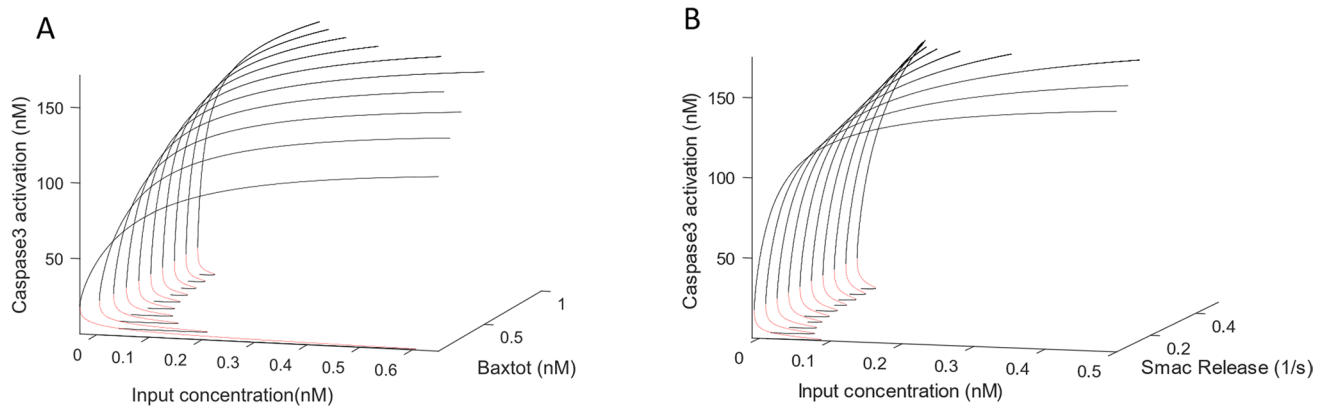 A
Caspase3 activation (nM)
150
100
50
0
0.1
0.2
0.3
0.4
0.5
0.6
Input concentration(nM)
1
0.5
Baxtot (nM)
B
Caspase3 activation (nM)
150
100
50
0
0.1
0.2
0.3
0.4
0.5
Input concentration (nM)
0.4
0.2
Smac Release (1/s)